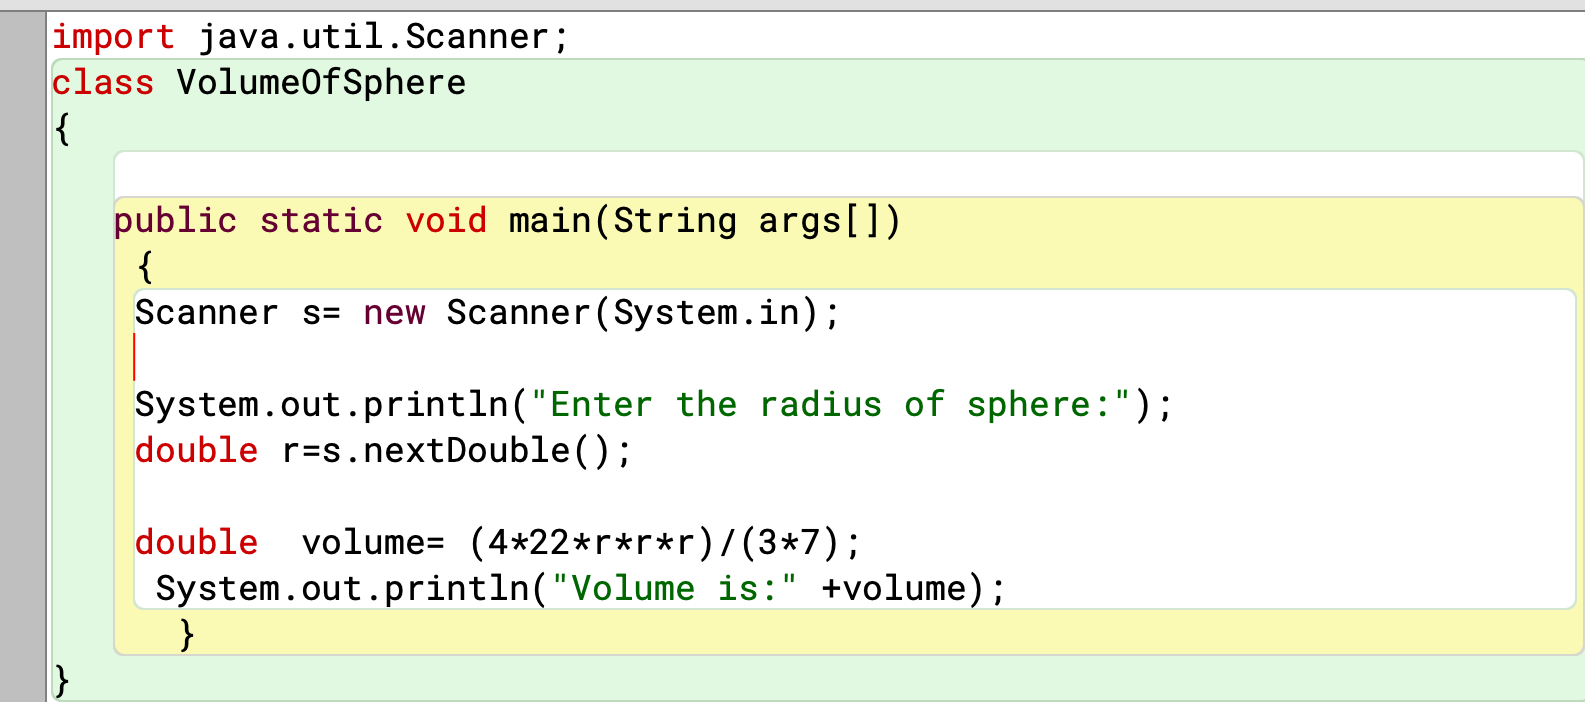 import java.util.Scanner;
class VolumeOfSphere
{
public static void main(String args[])
{
Scanner s= new Scanner(System.in);
System.out.println("Enter the radius of sphere:");
double r=s.nextDouble();
double  volume= (4*22*r*r*r)/(3*7);
System.out.println("Volume is:" +volume);
}
}